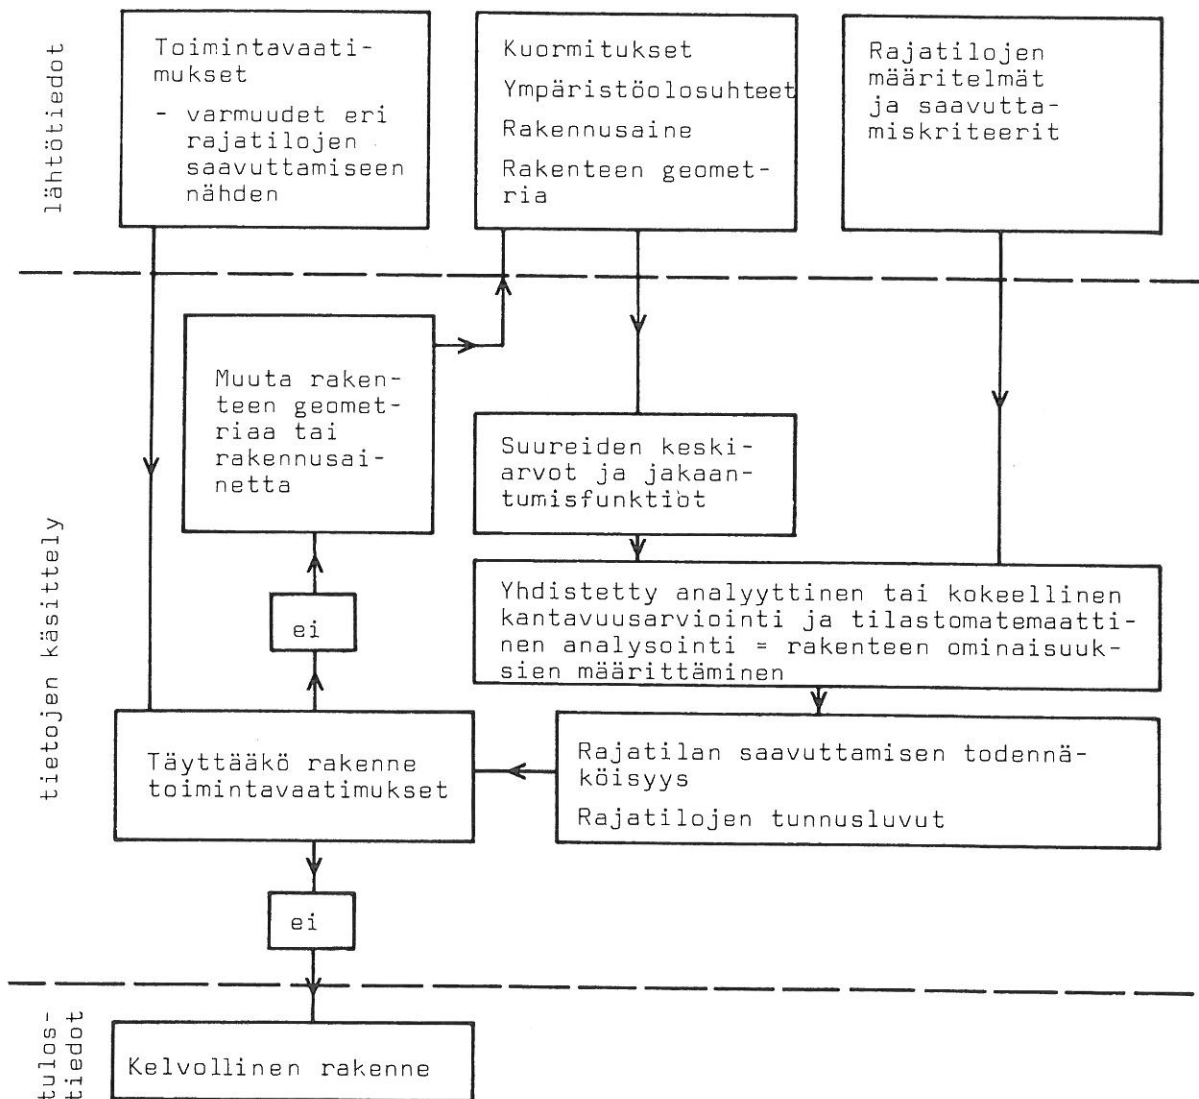 lähtötiedot
Toimintavaati-
mukset
- varmuudet eri
rajatilojen
saavuttamiseen
nähden
Kuormitukset
Ympäristöolosuhteet
Rakennusaine
Rakenteen geomet-
ria
Rajatilojen
määritelmät
ja saavutta-
miskriteerit
tietojen käsittely
Muuta raken-
teen geomet-
riaa tai
rakennusai-
netta
Suureiden keski-
arvot ja jakaan-
tumisfunktiot
ei
Yhdistetty analyyttinen tai kokeellinen
kantavuusarviointi ja tilastomatemaatti-
nen analysointi = rakenteen ominaisuuk-
sien määrittäminen
Täyttääkö rakenne
toimintavaatimukset
Rajatilan saavuttamisen todennä-
köisyys
Rajatilojen tunnusluvut
ei
tulos-
tiedot
Kelvollinen rakenne